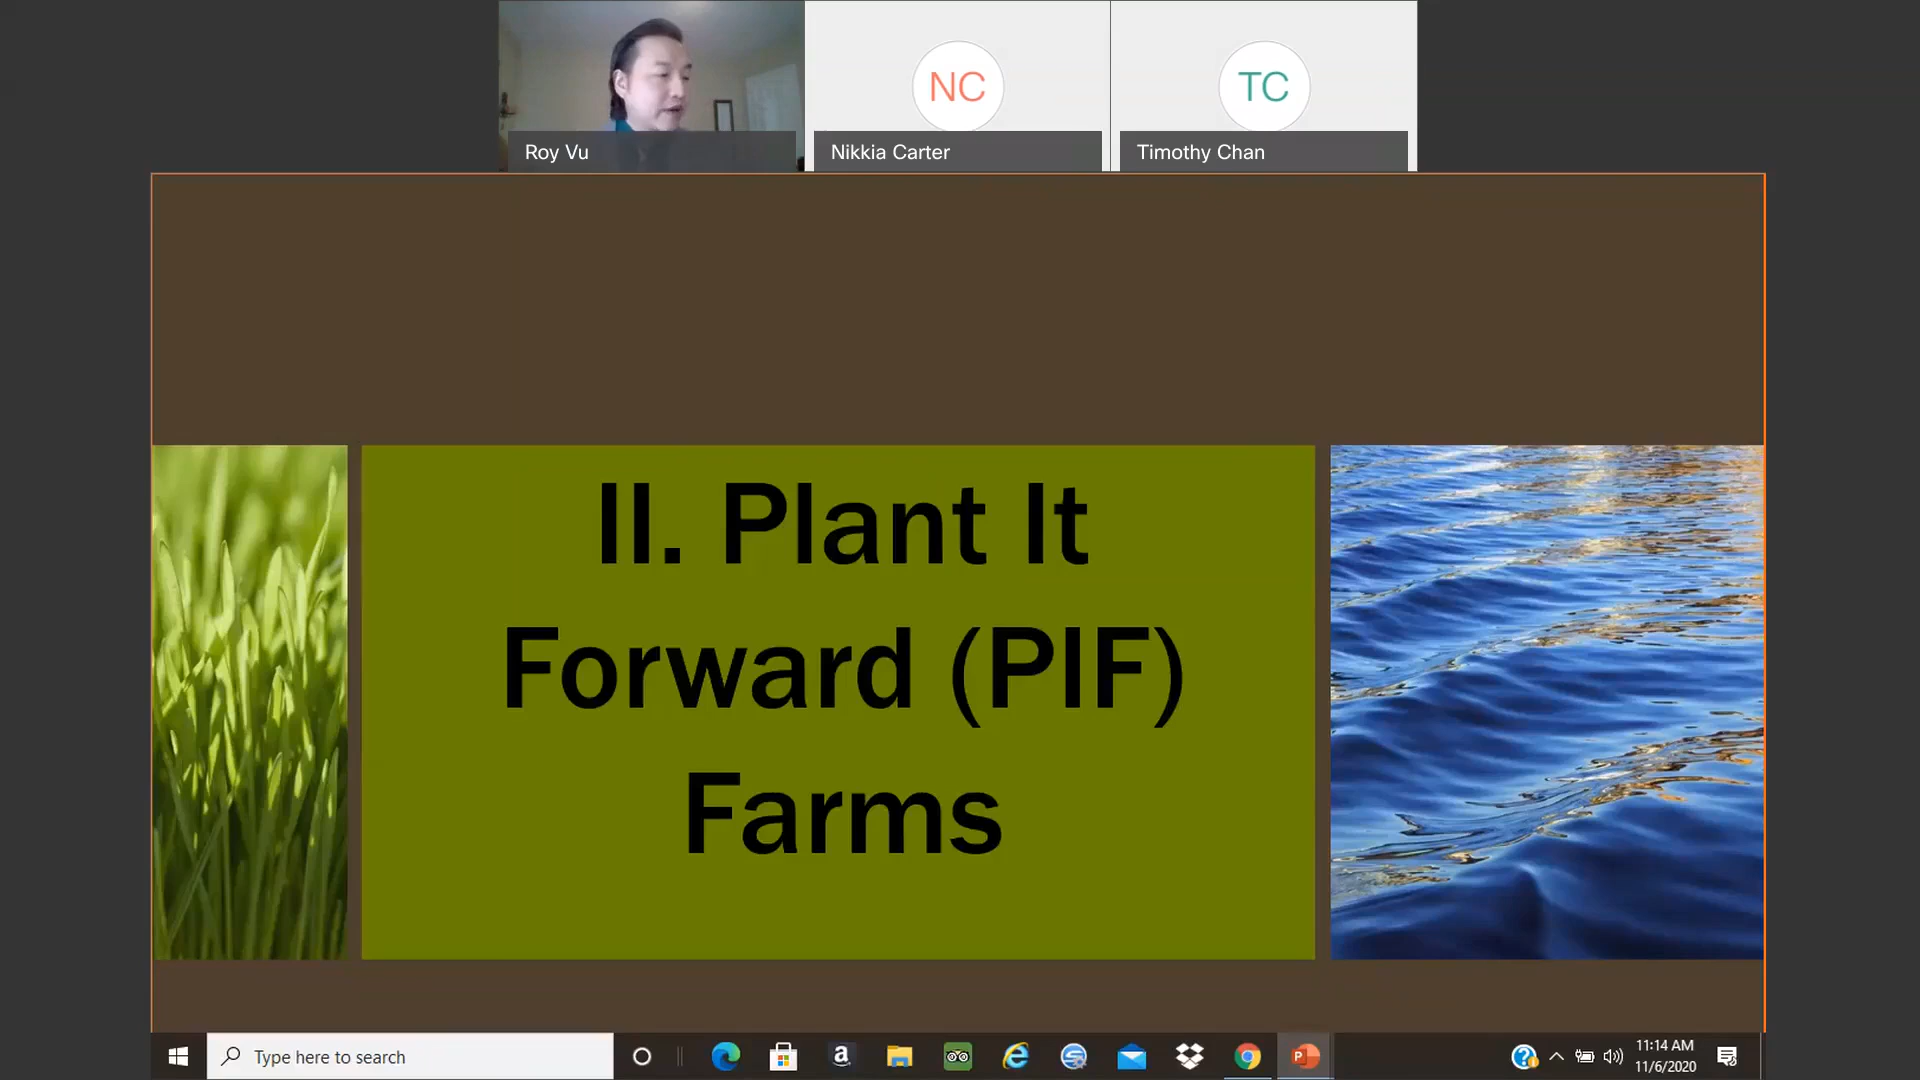 NC
TC
Roy Vu
Nikkia Carter
Timothy Chan
II. Plant It
Forward (PIF)
Farms
Type here to search
11:14 AM
11/6/2020